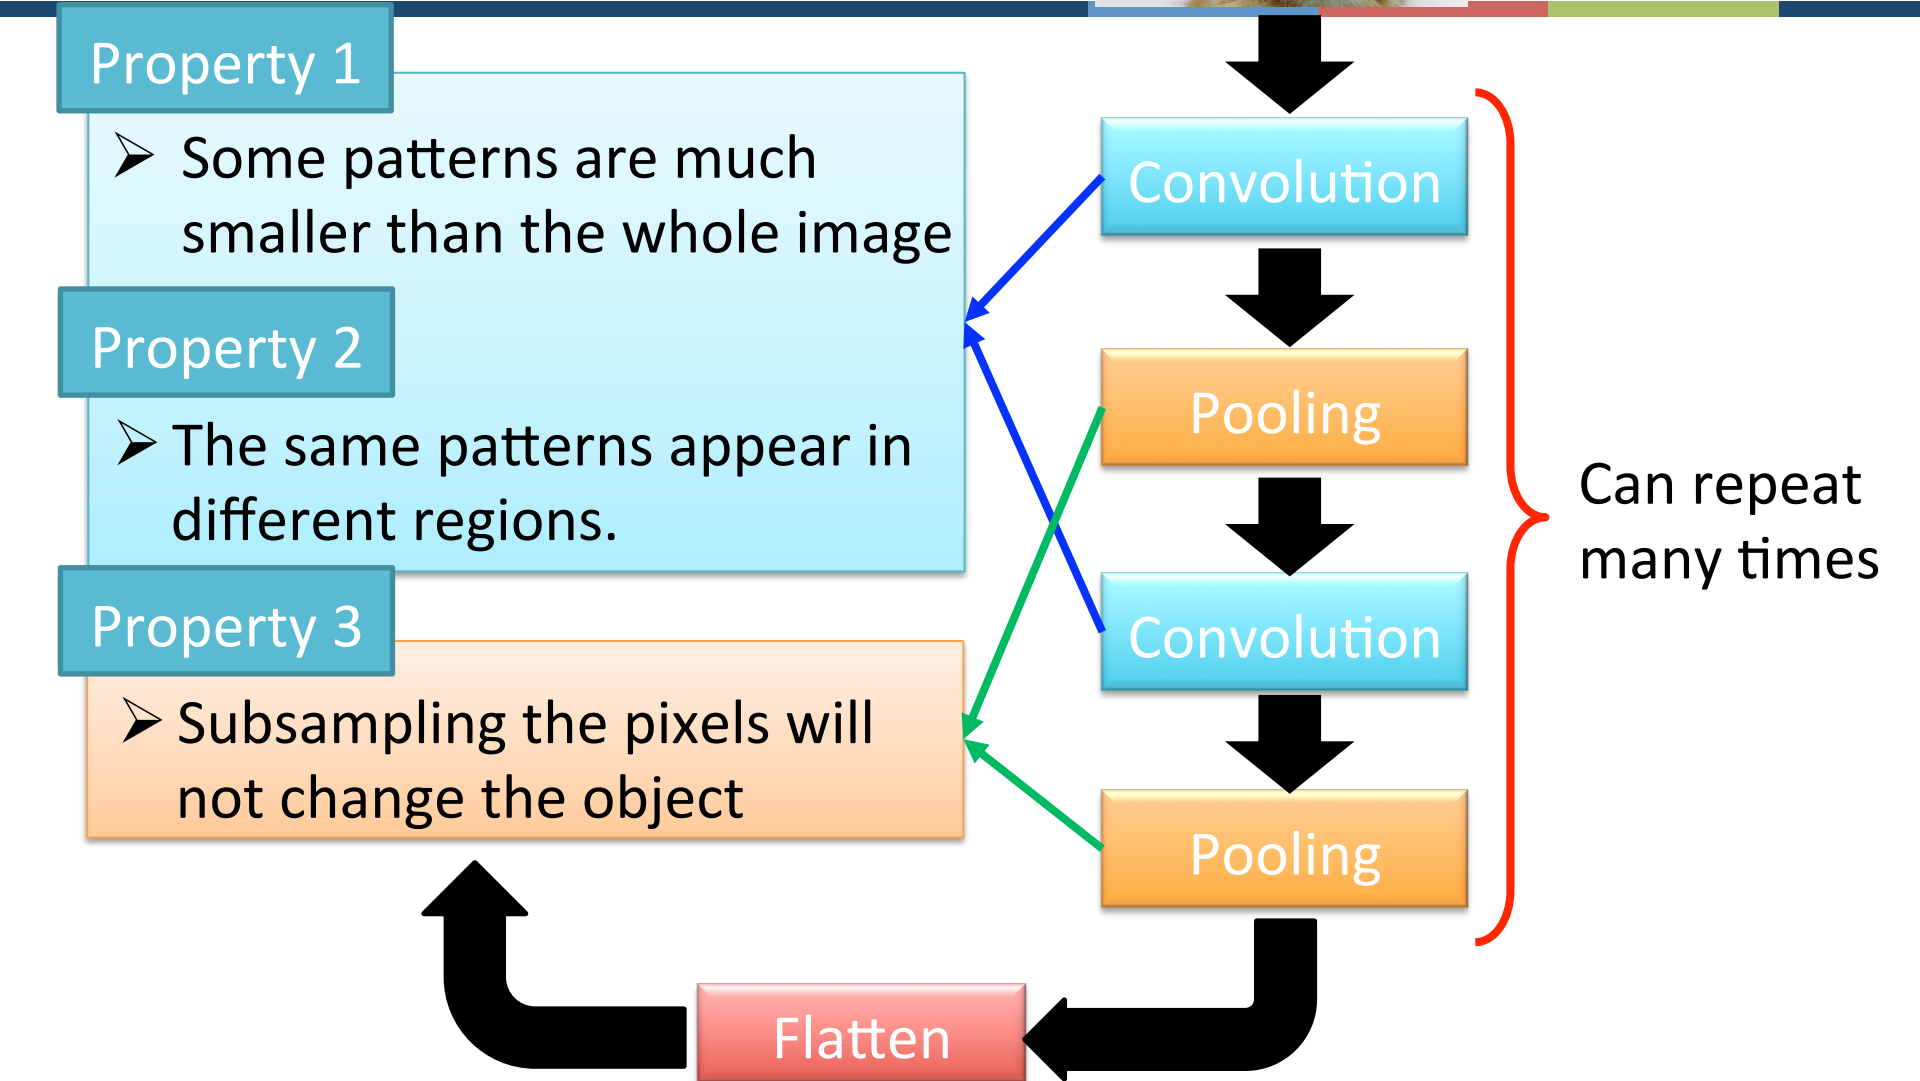 Property 1
Some patterns are much
smaller than the whole image
Property 2
The same patterns appear in
different regions.
Property 3
Subsampling the pixels will
not change the object
Convolution
Pooling
Convolution
Pooling
Can repeat
many times
Flatten